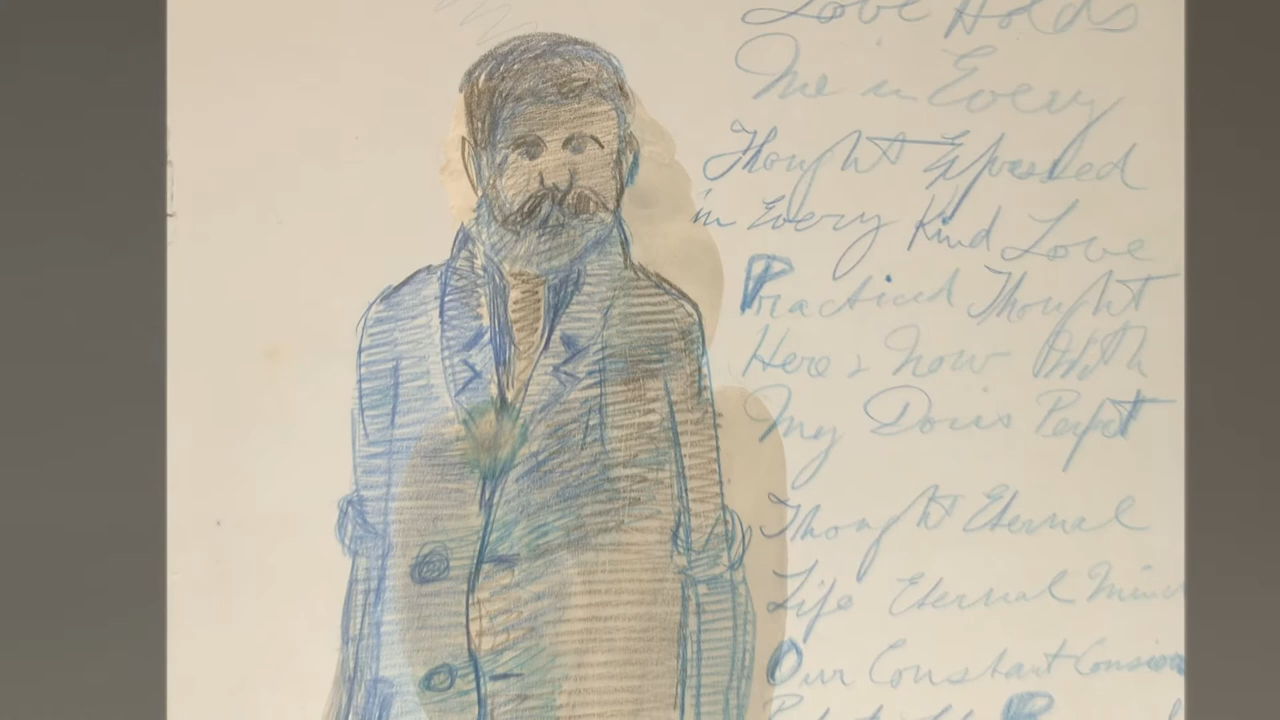 Love Holds
Me in Every
Thought Expressed
in Every Kind Love
Practiced Thought
Here & Now With
My Doris Perfect
Thought Eternal
Life Eternal Mind
Our Constant